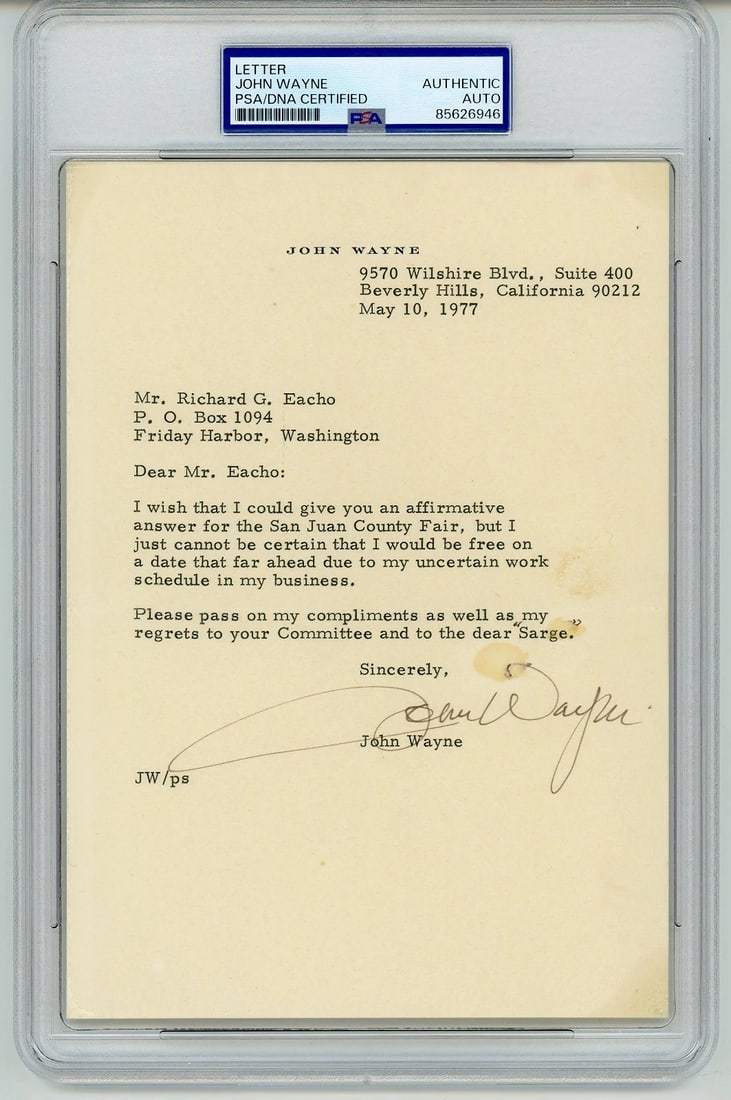 LETTER
JOHN WAYNE AUTHENTIC
PSA/DNA CERTIFIED AUTO
PSA 85626946
JOHN WAYNE
9570 Wilshire Blvd., Suite 400
Beverly Hills, California 90212
May 10, 1977
Mr. Richard G. Eacho
P. O. Box 1094
Friday Harbor, Washington
Dear Mr. Eacho:
I wish that I could give you an affirmative
answer for the San Juan County Fair, but I
just cannot be certain that I would be free on
a date that far ahead due to my uncertain work
schedule in my business.
Please pass on my compliments as well as my
regrets to your Committee and to the dear "Sarge."
Sincerely,
John Wayne
John Wayne
JW/ps